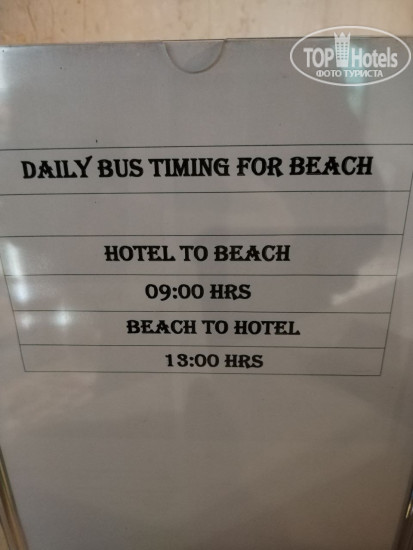 TOP Hotels
ФОТО ТУРИСТА
DAILY BUS TIMING FOR BEACH
HOTEL TO BEACH
09:00 HRS
BEACH TO HOTEL
13:00 HRS